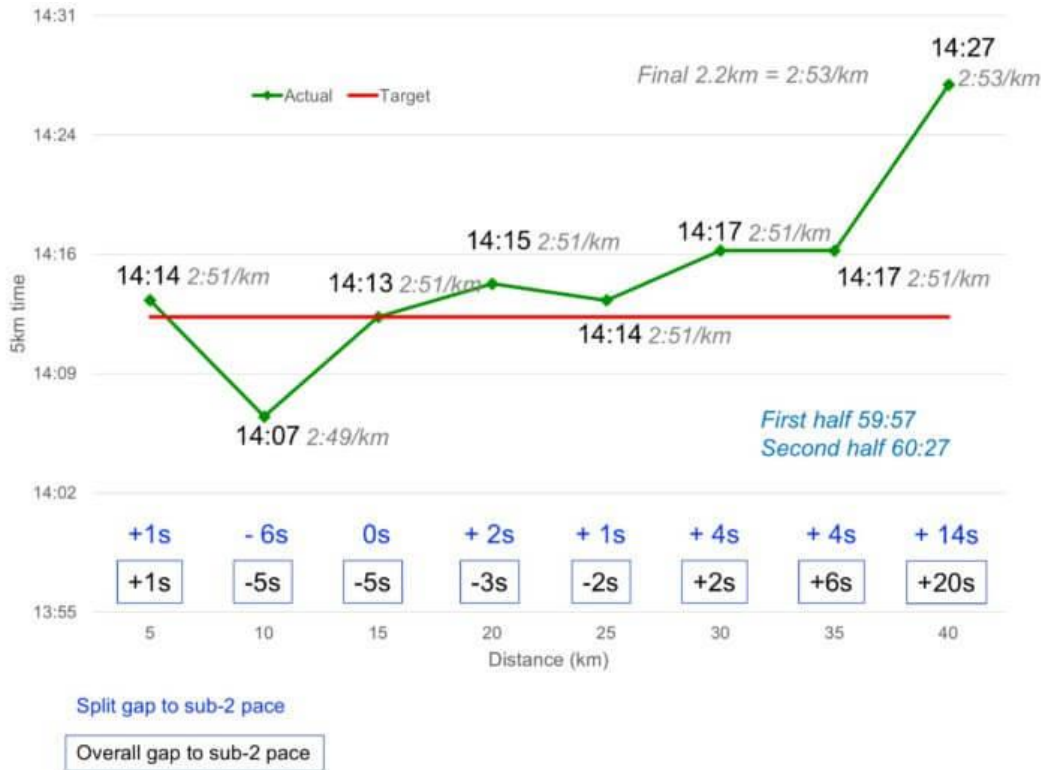 14:31
14:24
14:16
14:09
14:02
13:55
5km time
Actual Target
Final 2.2km = 2:53/km
14:27
2:53/km
14:14 2:51/km
14:07 2:49/km
14:13 2:51/km
14:15 2:51/km
14:14 2:51/km
14:17 2:51/km
14:17 2:51/km
First half 59:57
Second half 60:27
+1s - 6s 0s + 2s + 1s + 4s + 4s + 14s
+1s -5s -5s -3s -2s +2s +6s +20s
5 10 15 20 25 30 35 40
Distance (km)
Split gap to sub-2 pace
Overall gap to sub-2 pace